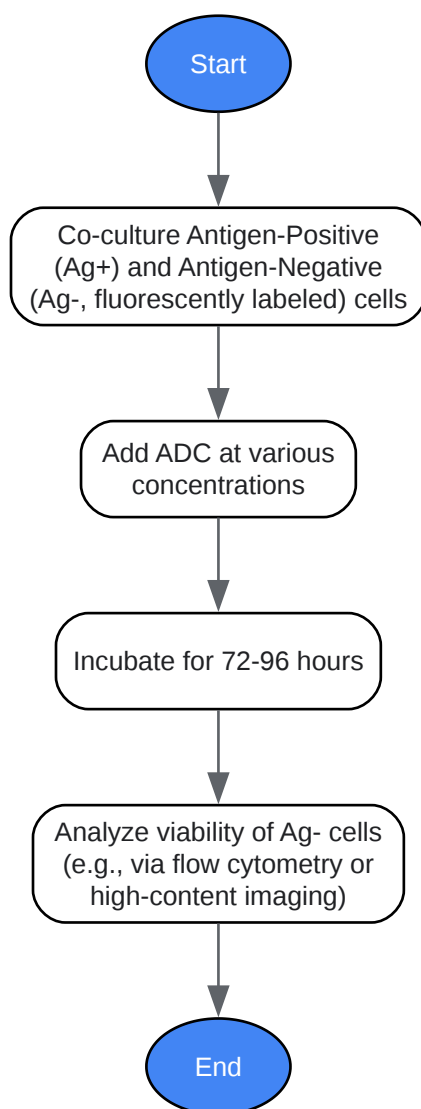 Start
Co-culture Antigen-Positive
(Ag+) and Antigen-Negative
(Ag-, fluorescently labeled) cells
Add ADC at various
concentrations
Incubate for 72-96 hours
Analyze viability of Ag- cells
(e.g., via flow cytometry or
high-content imaging)
End